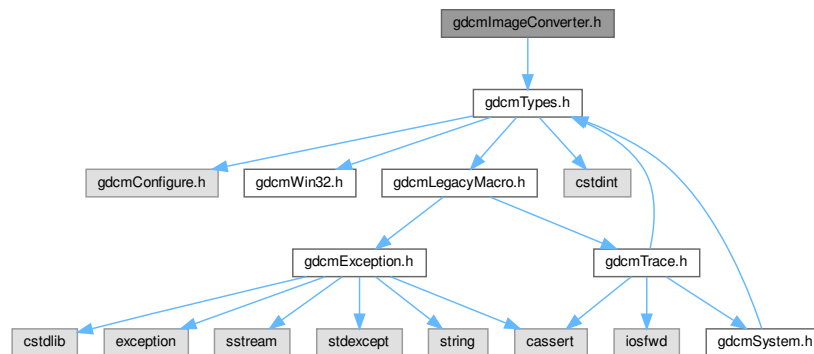 gdcmImageConverter.h
gdcmTypes.h
gdcmConfigure.h
gdcmWin32.h
gdcmLegacyMacro.h
cstdint
gdcmException.h
gdcmTrace.h
cstdlib
exception
sstream
stdexcept
string
cassert
iosfwd
gdcmSystem.h